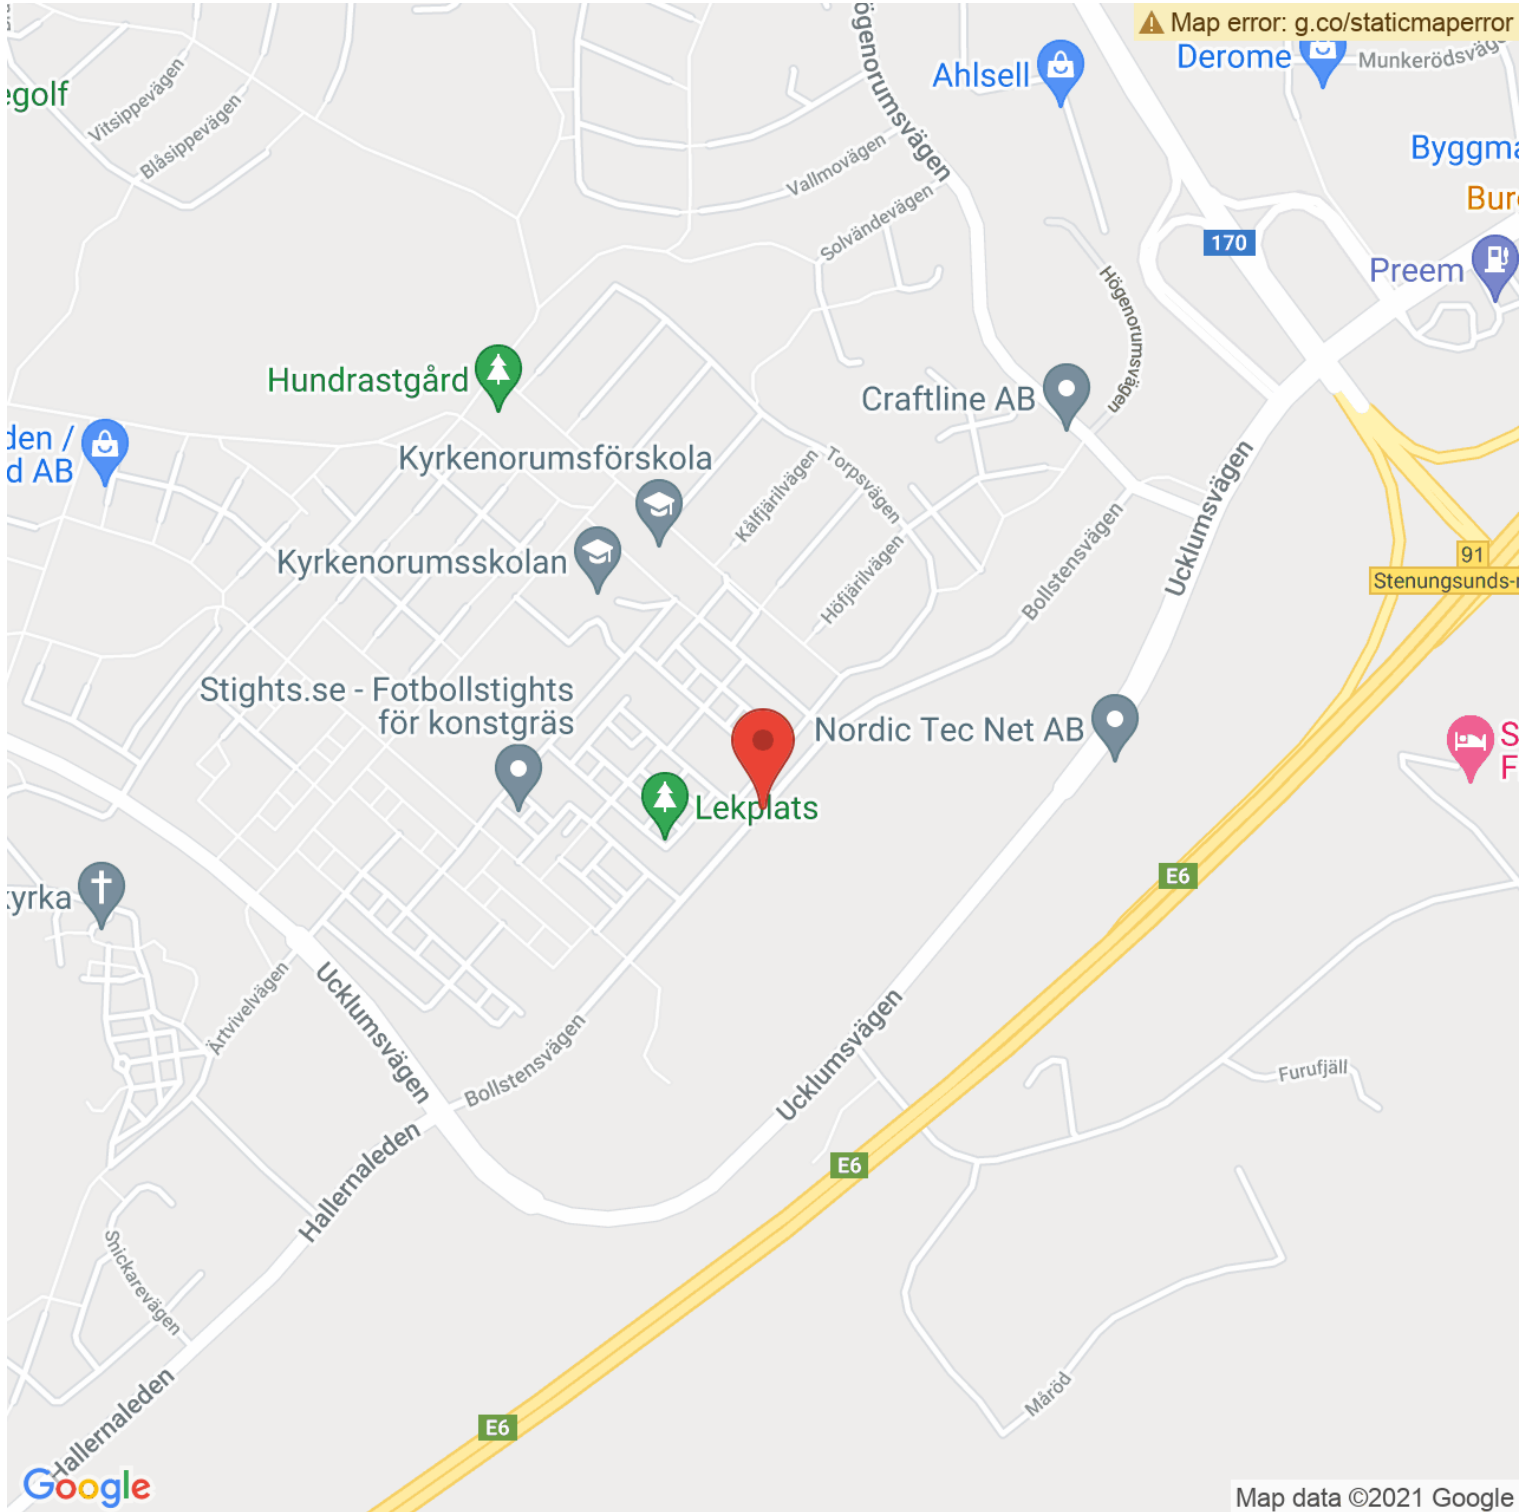 Map error: g.co/staticmaperror
Högenorumsvägen
Ahlsell
Derome
Munkerödsväg
egolf
Vitsippevägen
Blåsippevägen
Vallmovägen
Byggma
Solvändevägen
Bur
170
Preem
Högenorumsvägen
Hundrastgård
Craftline AB
den /
d AB
Kyrkenorumsförskola
Kålfjärilvägen
Torpsvägen
Ucklumsvägen
Kyrkenorumsskolan
Höfjärilvägen
Bollstensvägen
91
Stenungsunds-
Stights.se - Fotbollstights
för konstgräs
Nordic Tec Net AB
S
F
Lekplats
E6
kyrka
Ärtvivelvägen
Ucklumsvägen
Bollstensvägen
Ucklumsvägen
Furufjäll
Hallernaleden
E6
Snickarevägen
Måröd
Hallernaleden
E6
Google
Map data ©2021 Google